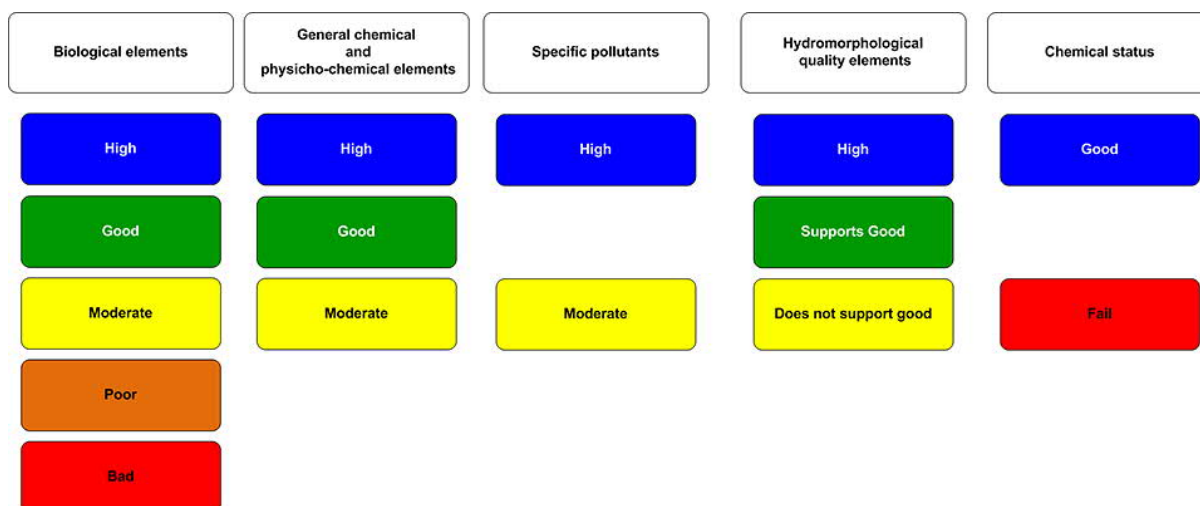 Biological elements
General chemical
and
physicho-chemical elements
Specific pollutants
Hydromorphological
quality elements
Chemical status
High
High
High
High
Good
Good
Good
Supports Good
Moderate
Moderate
Moderate
Does not support good
Fail
Poor
Bad